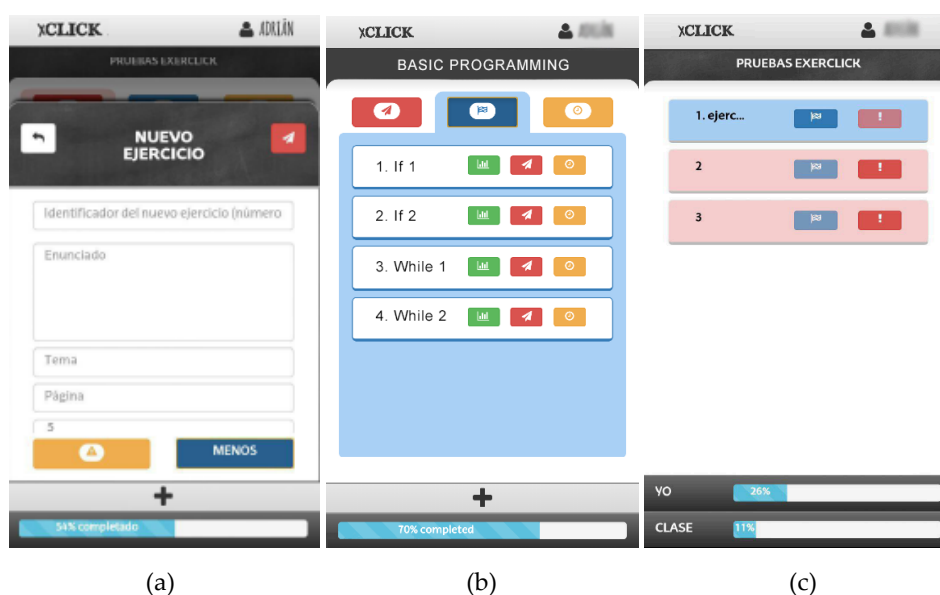 XCLICK
ADRIÁN
PRUEBAS EXERCLICK
NUEVO
EJERCICIO
Identificador del nuevo ejercicio (número
Enunciado
Tema
Página
5
MENOS
+
54% completado
(a)
XCLICK
BASIC PROGRAMMING
1. If 1
2. If 2
3. While 1
4. While 2
+
70% completed
(b)
XCLICK
PRUEBAS EXERCLICK
1. ejerc...
!
2
!
3
!
YO
26%
CLASE
11%
(c)